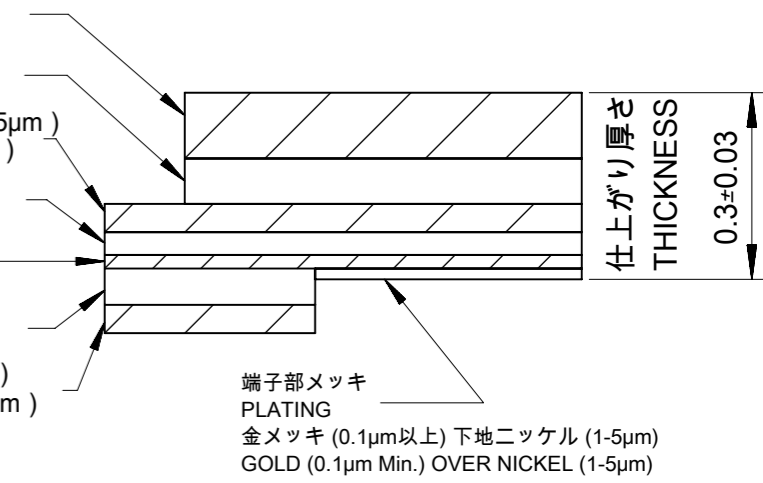 5μm )
)
)
m )
仕上がり厚さ
THICKNESS
0.3±0.03
端子部メッキ
PLATING
金メッキ (0.1μm以上) 下地ニッケル (1-5μm)
GOLD (0.1μm Min.) OVER NICKEL (1-5μm)